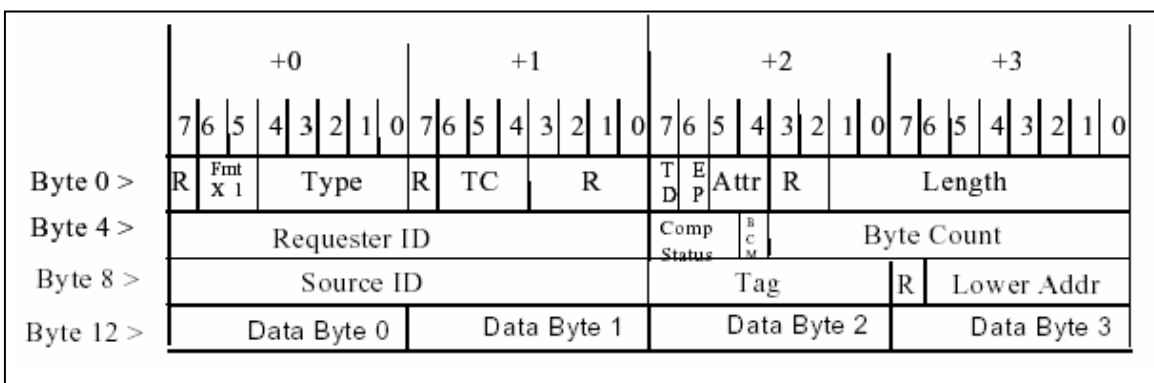 +0 +1 +2 +3
7 6 5 4 3 2 1 0 7 6 5 4 3 2 1 0 7 6 5 4 3 2 1 0 7 6 5 4 3 2 1 0
Byte 0 > R Fmt X 1 Type R TC R T D E P Attr R Length
Byte 4 > Requester ID Comp Status B C M Byte Count
Byte 8 > Source ID Tag R Lower Addr
Byte 12 > Data Byte 0 Data Byte 1 Data Byte 2 Data Byte 3